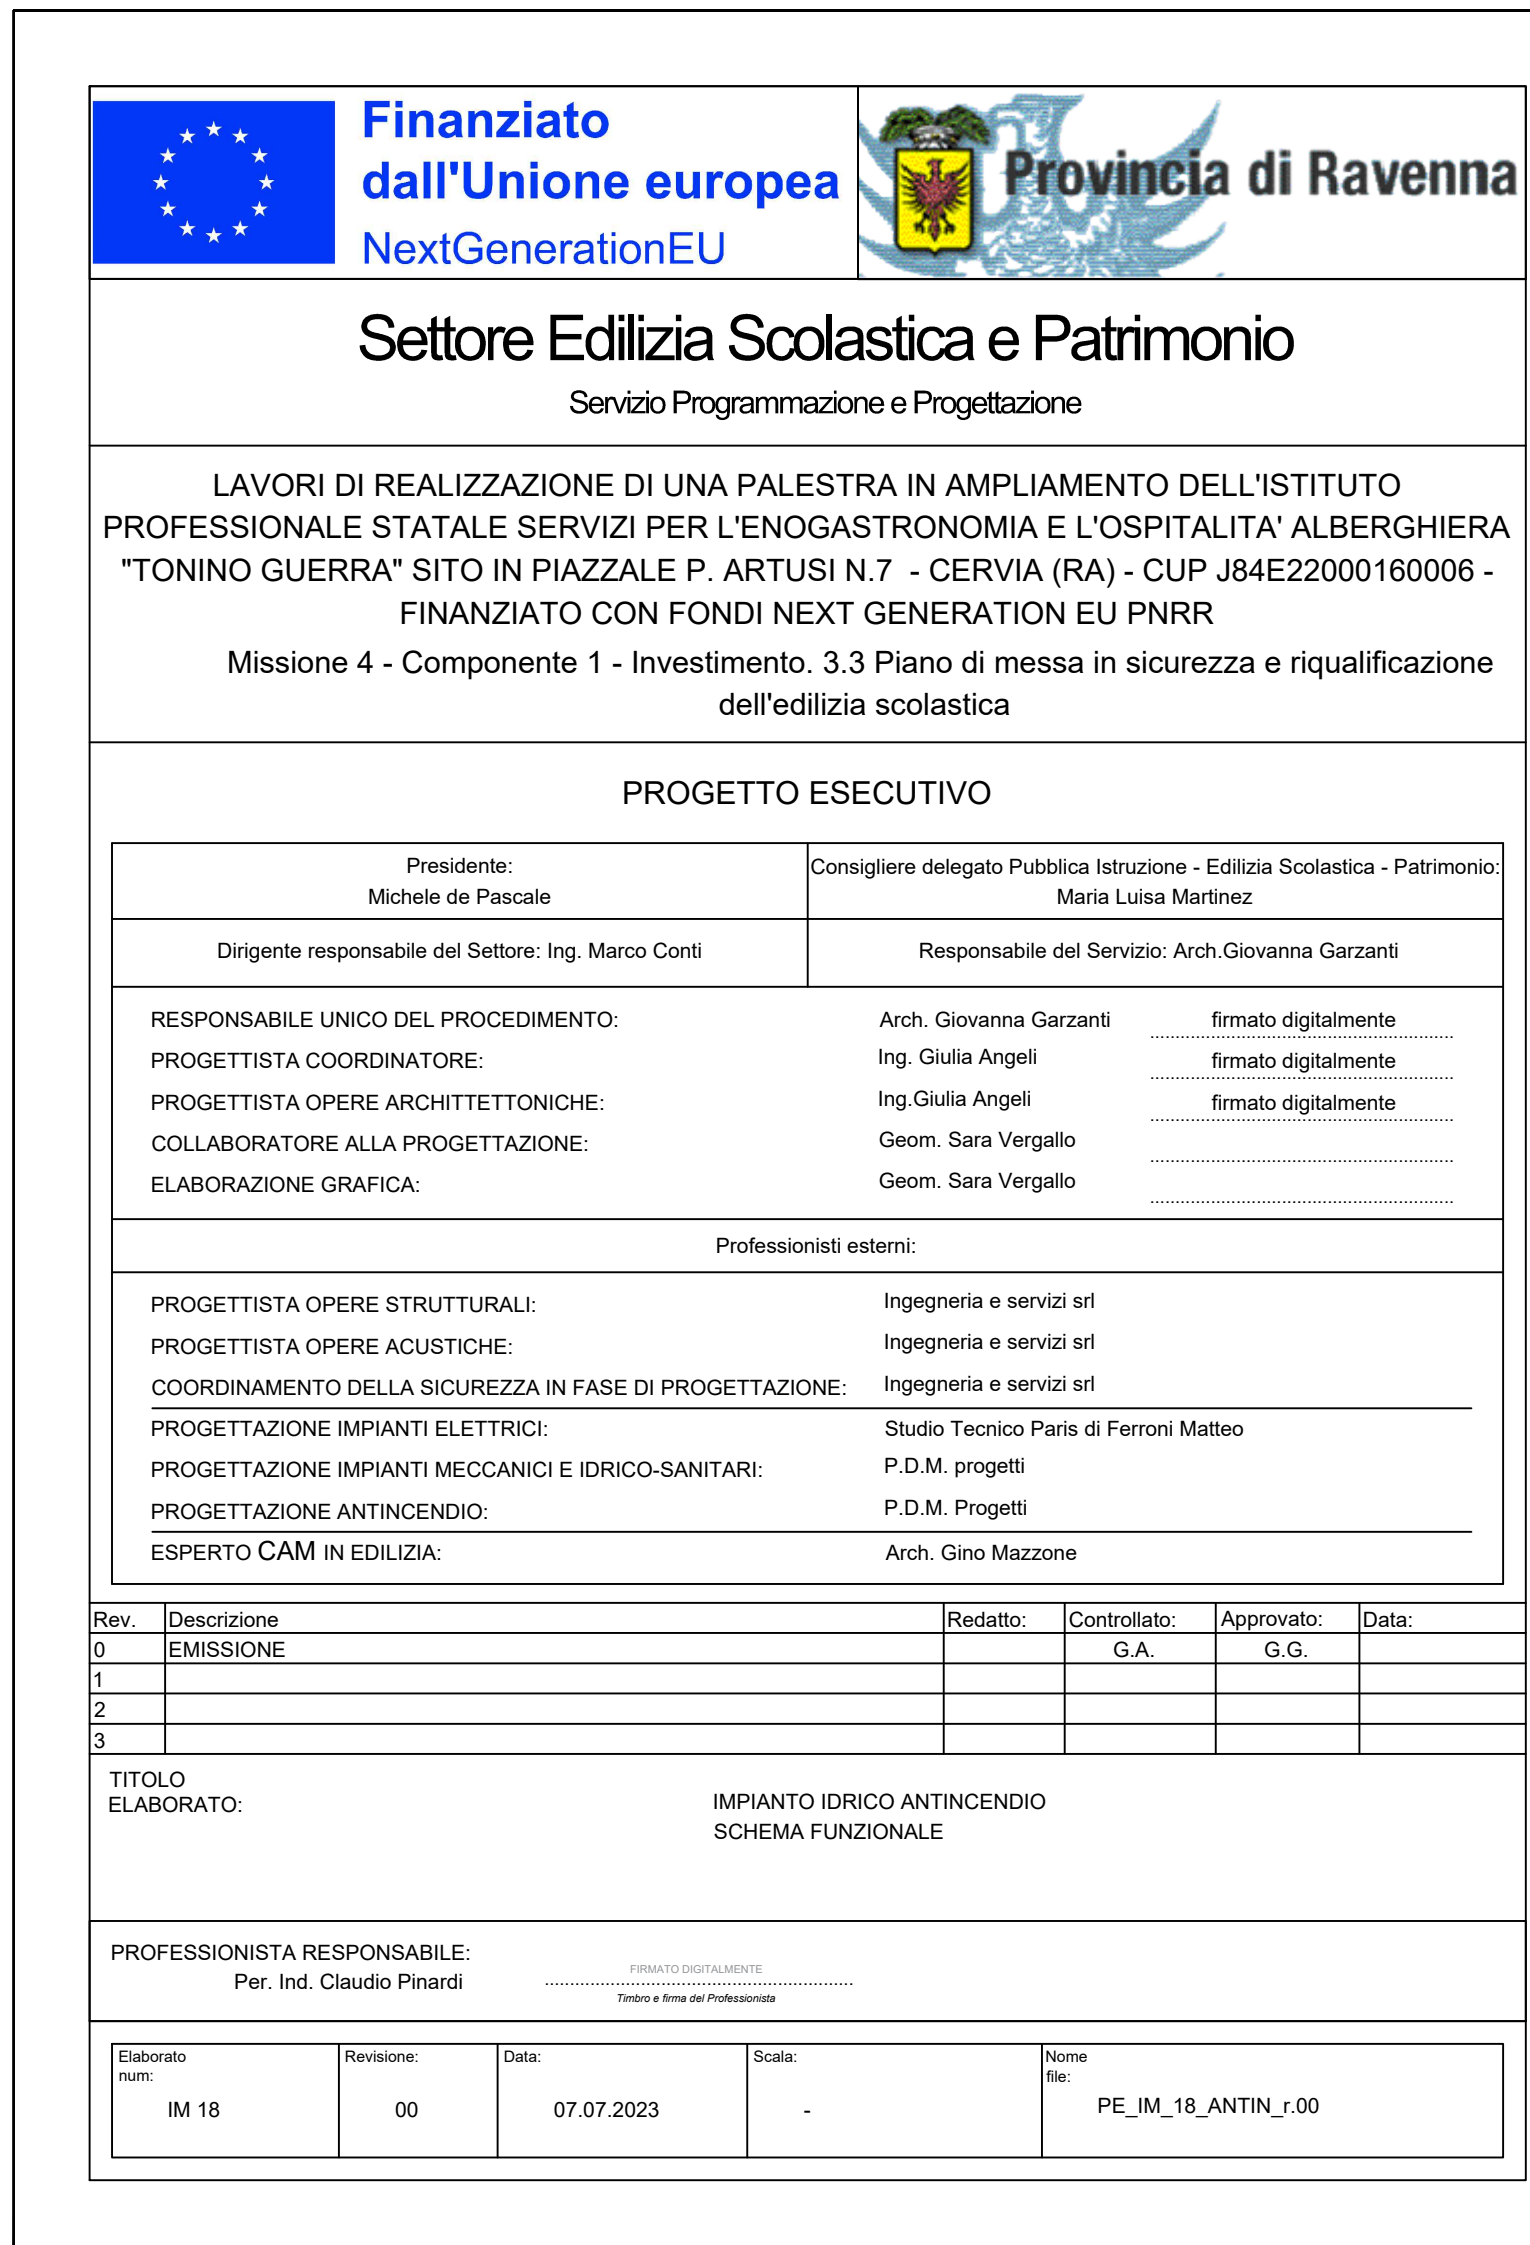 Finanziato
dall'Unione europea
NextGenerationEU
Provincia di Ravenna
Settore Edilizia Scolastica e Patrimonio
Servizio Programmazione e Progettazione
LAVORI DI REALIZZAZIONE DI UNA PALESTRA IN AMPLIAMENTO DELL'ISTITUTO
PROFESSIONALE STATALE SERVIZI PER L'ENOGASTRONOMIA E L'OSPITALITA' ALBERGHIERA
"TONINO GUERRA" SITO IN PIAZZALE P. ARTUSI N.7 - CERVIA (RA) - CUP J84E22000160006 -
FINANZIATO CON FONDI NEXT GENERATION EU PNRR
Missione 4 - Componente 1 - Investimento. 3.3 Piano di messa in sicurezza e riqualificazione
dell'edilizia scolastica
PROGETTO ESECUTIVO
Presidente:
Michele de Pascale
Consigliere delegato Pubblica Istruzione - Edilizia Scolastica - Patrimonio:
Maria Luisa Martinez
Dirigente responsabile del Settore: Ing. Marco Conti
Responsabile del Servizio: Arch.Giovanna Garzanti
RESPONSABILE UNICO DEL PROCEDIMENTO: Arch. Giovanna Garzanti firmato digitalmente
PROGETTISTA COORDINATORE: Ing. Giulia Angeli firmato digitalmente
PROGETTISTA OPERE ARCHITETTONICHE: Ing.Giulia Angeli firmato digitalmente
COLLABORATORE ALLA PROGETTAZIONE: Geom. Sara Vergallo
ELABORAZIONE GRAFICA: Geom. Sara Vergallo
Professionisti esterni:
PROGETTISTA OPERE STRUTTURALI: Ingegneria e servizi srl
PROGETTISTA OPERE ACUSTICHE: Ingegneria e servizi srl
COORDINAMENTO DELLA SICUREZZA IN FASE DI PROGETTAZIONE: Ingegneria e servizi srl
PROGETTAZIONE IMPIANTI ELETTRICI: Studio Tecnico Paris di Ferroni Matteo
PROGETTAZIONE IMPIANTI MECCANICI E IDRICO-SANITARI: P.D.M. progetti
PROGETTAZIONE ANTINCENDIO: P.D.M. Progetti
ESPERTO CAM IN EDILIZIA: Arch. Gino Mazzone
Rev. Descrizione Redatto: Controllato: Approvato: Data:
0 EMISSIONE G.A. G.G.
1
2
3
TITOLO
ELABORATO:
IMPIANTO IDRICO ANTINCENDIO
SCHEMA FUNZIONALE
PROFESSIONISTA RESPONSABILE:
Per. Ind. Claudio Pinardi
FIRMATO DIGITALMENTE
Timbro e firma del Professionista
Elaborato
num:
IM 18
Revisione:
00
Data:
07.07.2023
Scala:
-
Nome
file:
PE_IM_18_ANTIN_r.00